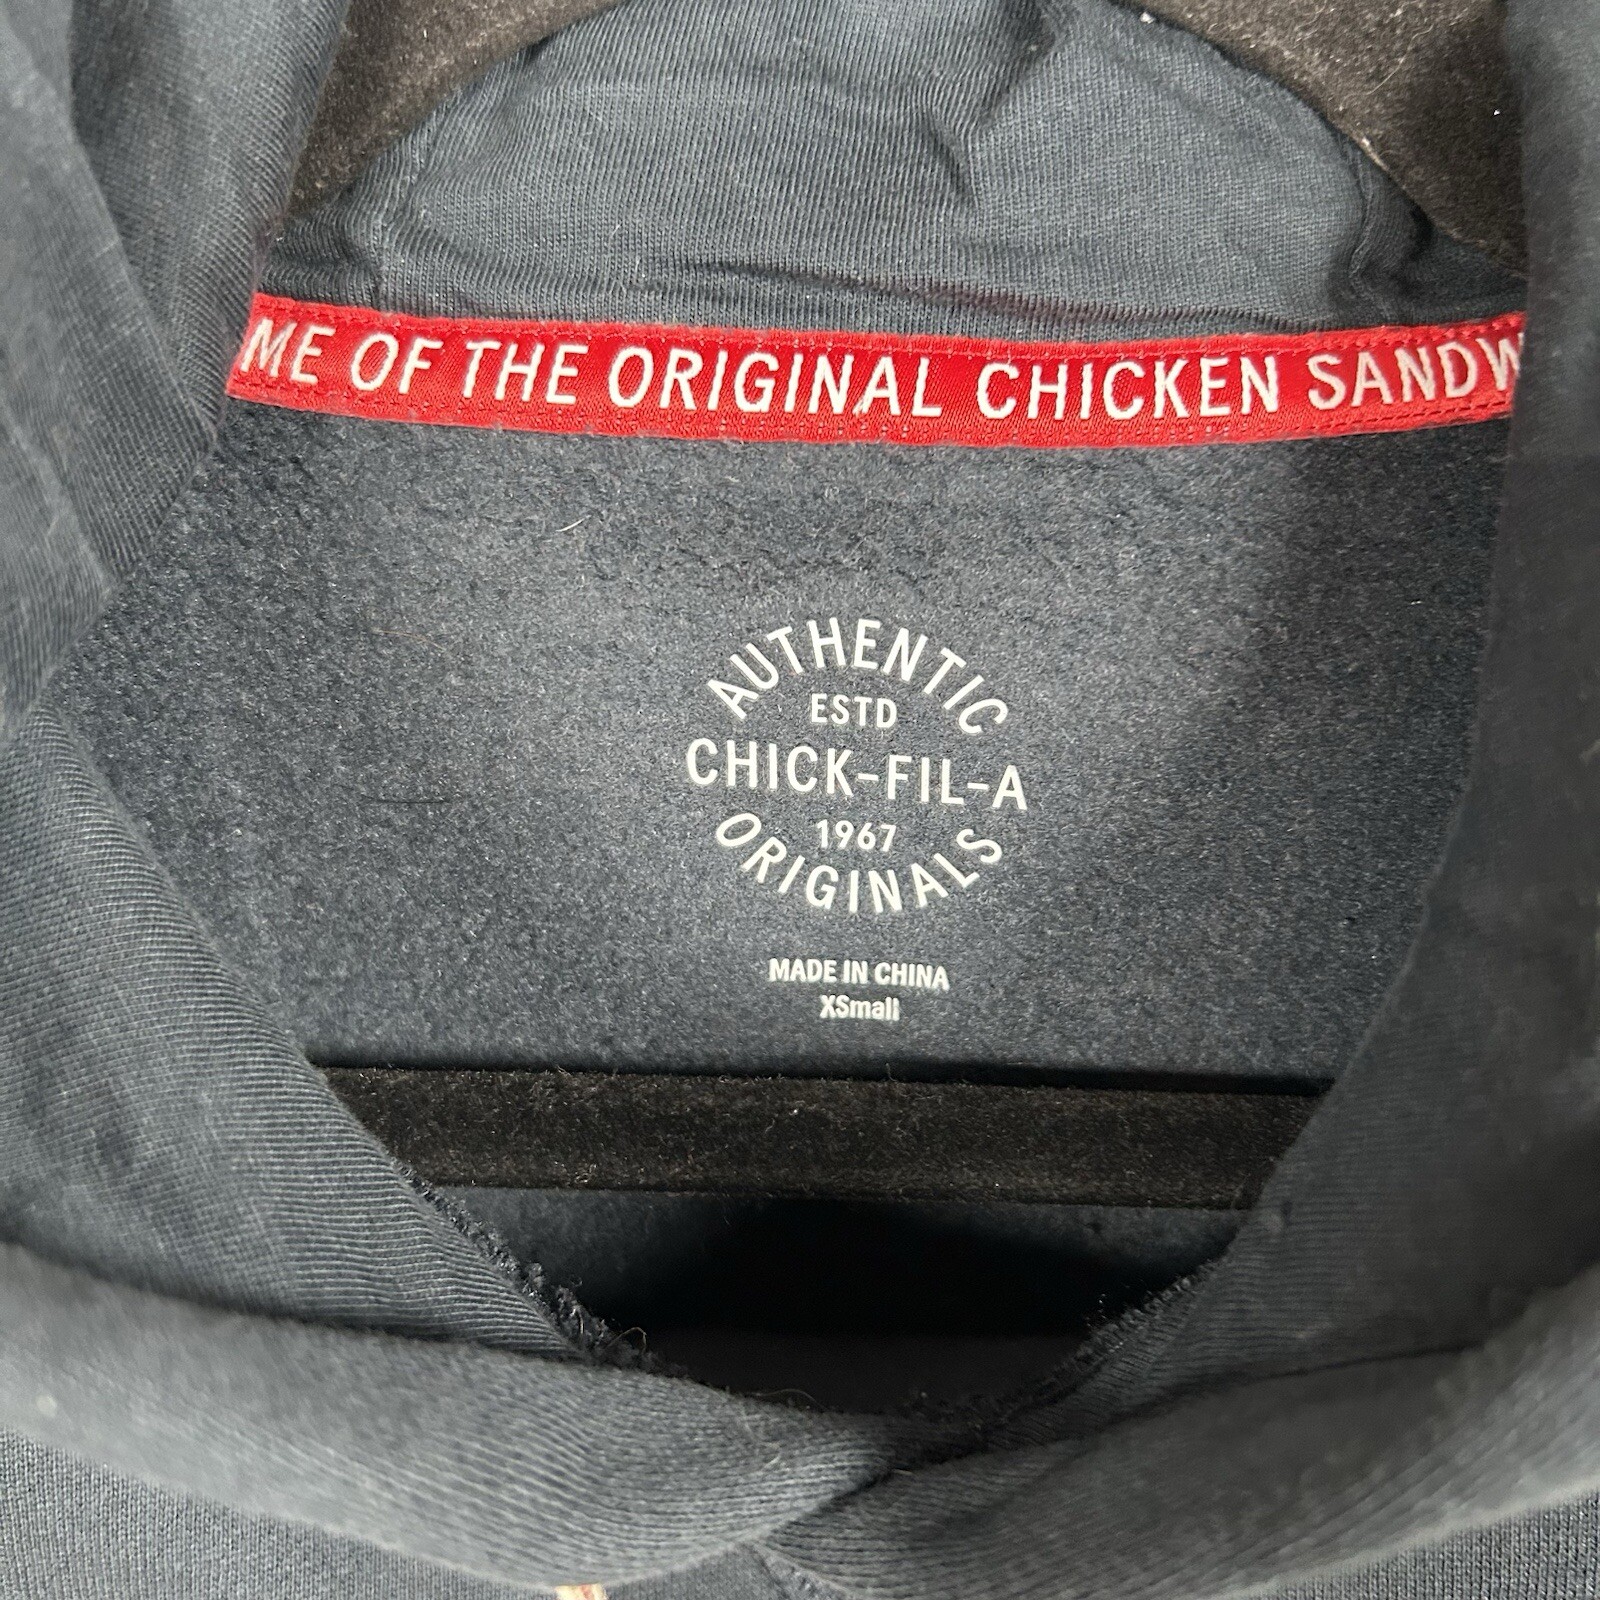 ME OF THE ORIGINAL CHICKEN SANDW
AUTHENTIC
ESTD
CHICK-FIL-A
1967
ORIGINALS
MADE IN CHINA
XSmall